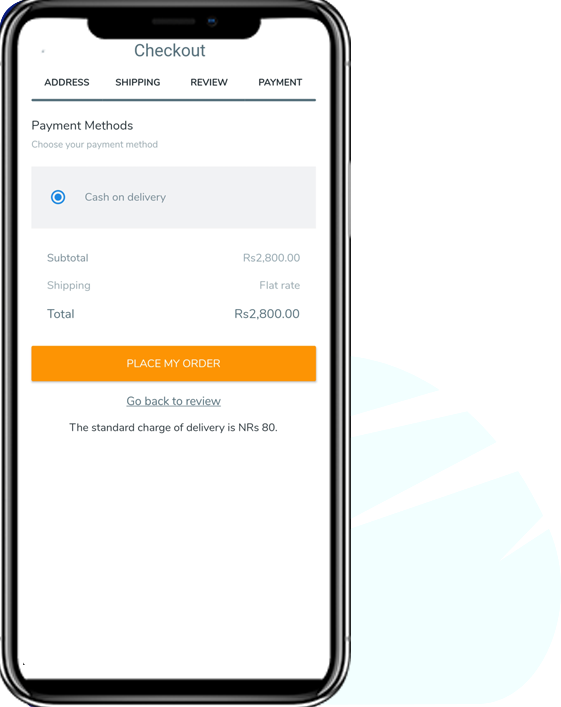 Checkout
ADDRESS SHIPPING REVIEW PAYMENT
Payment Methods
Choose your payment method
Cash on delivery
Subtotal Rs2,800.00
Shipping Flat rate
Total Rs2,800.00
PLACE MY ORDER
Go back to review
The standard charge of delivery is NRs 80.